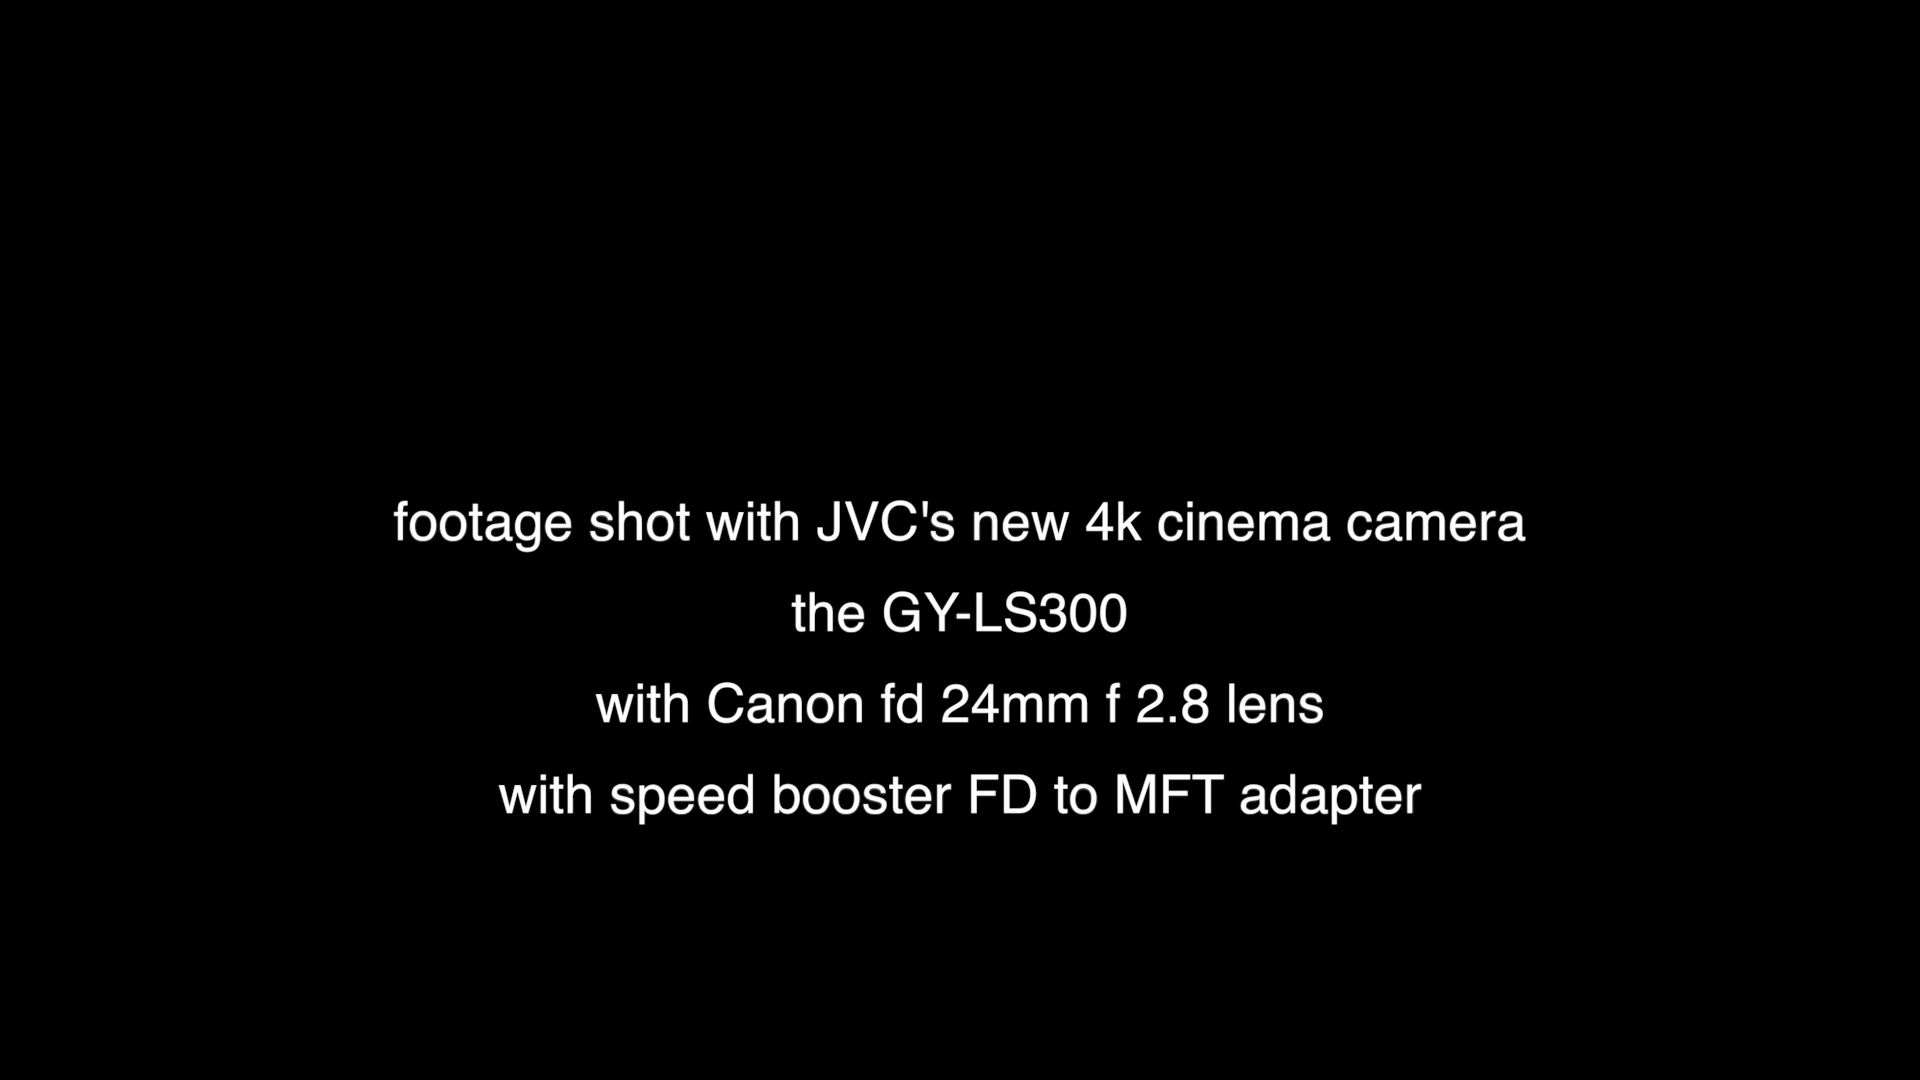 footage shot with JVC's new 4k cinema camera
the GY-LS300
with Canon fd 24mm f 2.8 lens
with speed booster FD to MFT adapter